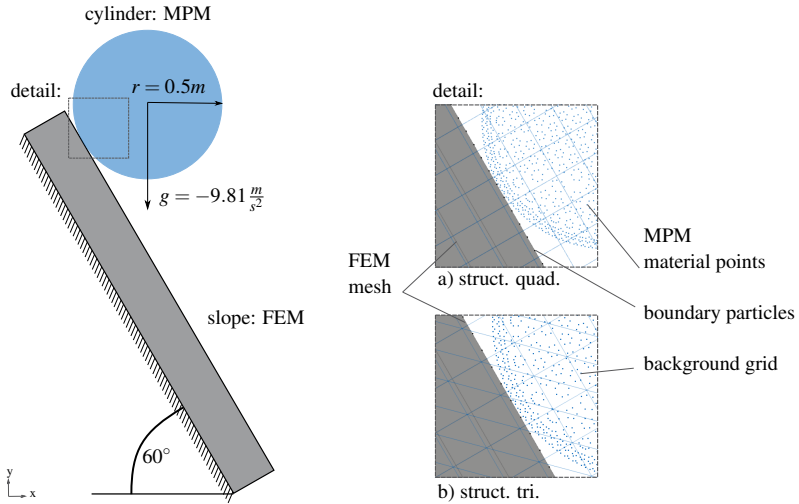 cylinder: MPM
detail:
r = 0.5m
g = −9.81 m/s²
slope: FEM
60°
y
x
detail:
FEM
mesh
MPM
material points
a) struct. quad.
boundary particles
background grid
b) struct. tri.